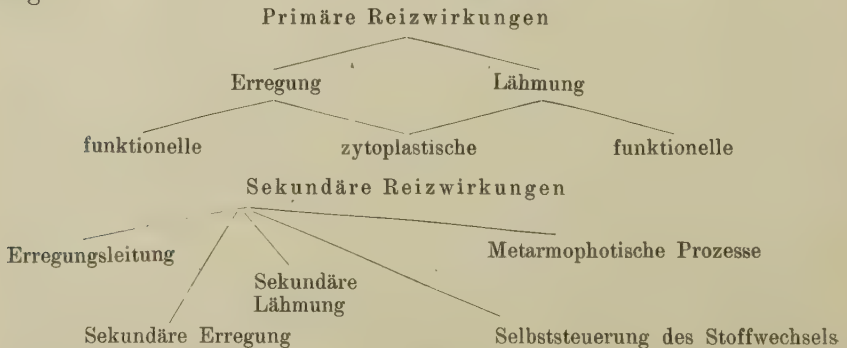 Primäre Reizwirkungen
Erregung Lähmung
funktionelle zytoplastische funktionelle
Sekundäre Reizwirkungen
Erregungsleitung Metarmophotische Prozesse
Sekundäre
Lähmung
Sekundäre Erregung Selbststeuerung des Stoffwechsels